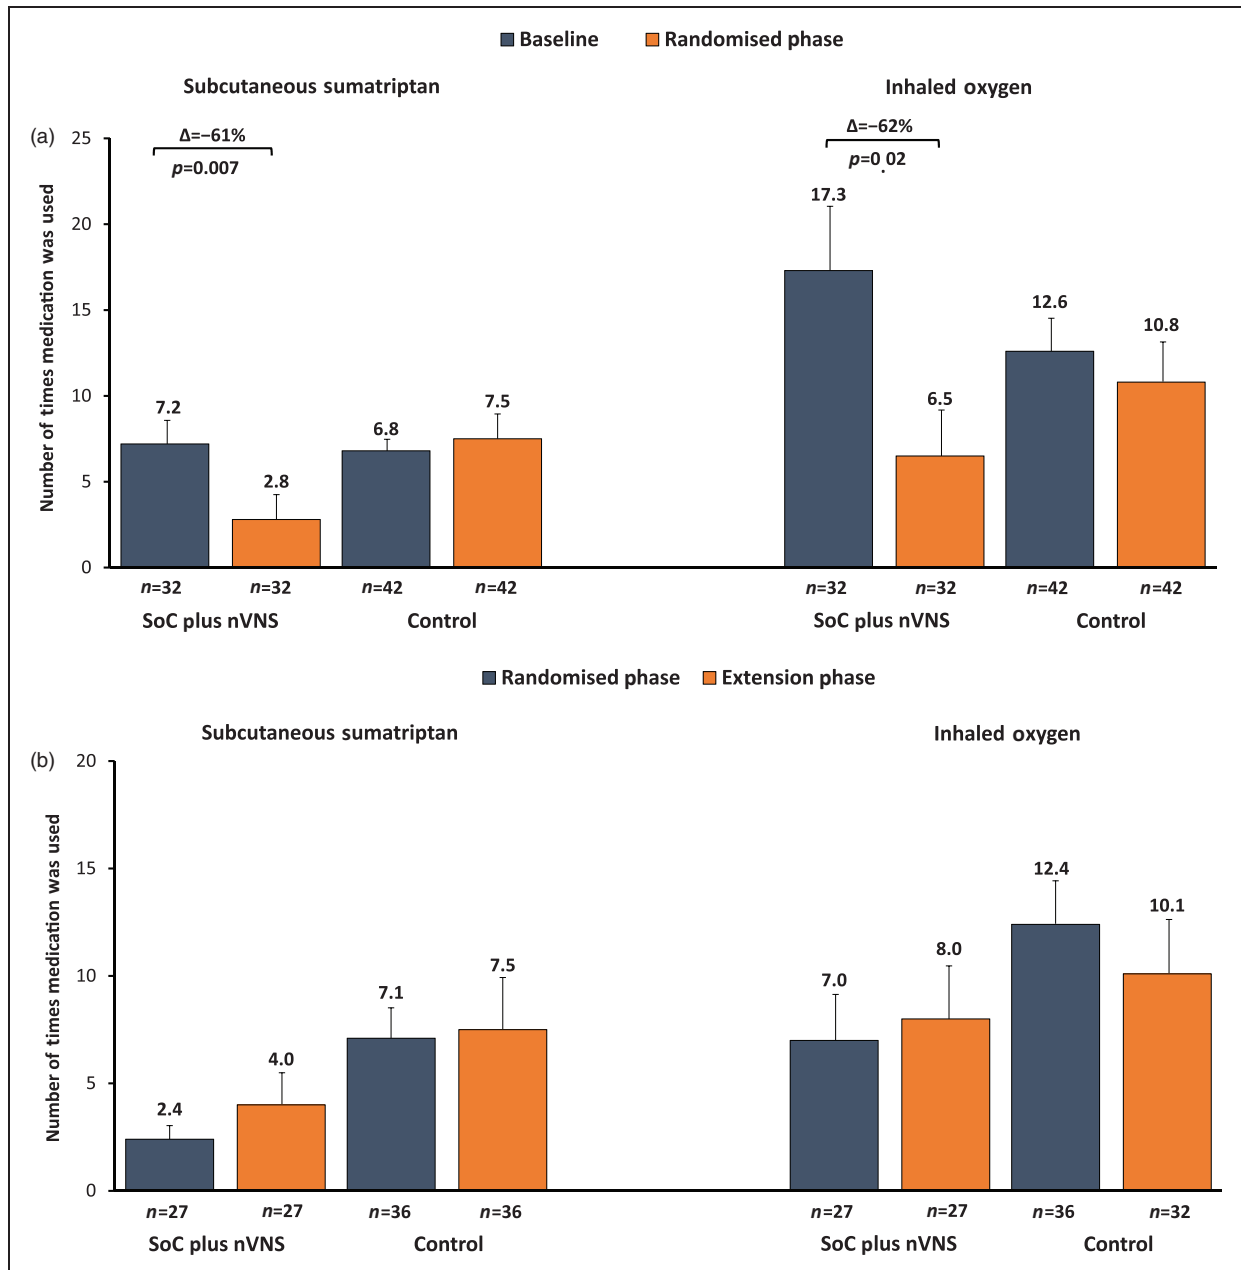 Baseline Randomised phase
Subcutaneous sumatriptan Inhaled oxygen
(a)
Number of times medication was used
25
20
15
10
5
0
Δ=−61%
p=0.007
Δ=−62%
p=0.02
7.2 2.8 6.8 7.5 17.3 6.5 12.6 10.8
n=32 n=32 n=42 n=42 n=32 n=32 n=42 n=42
SoC plus nVNS Control SoC plus nVNS Control
Randomised phase Extension phase
Subcutaneous sumatriptan Inhaled oxygen
(b)
Number of times medication was used
20
15
10
5
0
2.4 4.0 7.1 7.5 7.0 8.0 12.4 10.1
n=27 n=27 n=36 n=36 n=27 n=27 n=36 n=32
SoC plus nVNS Control SoC plus nVNS Control